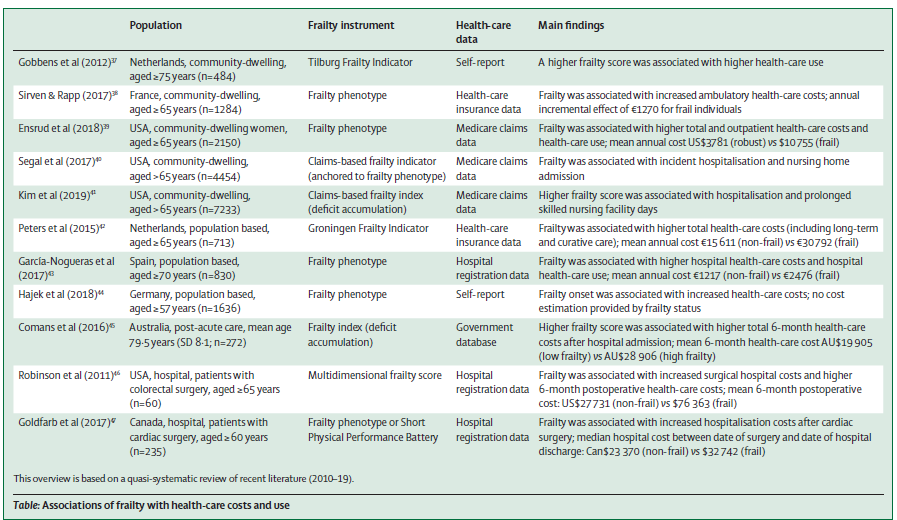 Population Frailty instrument Health-care data Main findings
Gobbens et al (2012)³⁷ Netherlands, community-dwelling, aged ≥75 years (n=484) Tilburg Frailty Indicator Self-report A higher frailty score was associated with higher health-care use
Sirven & Rapp (2017)³⁸ France, community-dwelling, aged ≥65 years (n=1284) Frailty phenotype Health-care insurance data Frailty was associated with increased ambulatory health-care costs; annual incremental effect of €1270 for frail individuals
Ensrud et al (2018)³⁹ USA, community-dwelling women, aged ≥65 years (n=2150) Frailty phenotype Medicare claims data Frailty was associated with higher total and outpatient health-care costs and health-care use; mean annual cost US$3781 (robust) vs $10 755 (frail)
Segal et al (2017)⁴⁰ USA, community-dwelling, aged >65 years (n=4454) Claims-based frailty indicator (anchored to frailty phenotype) Medicare claims data Frailty was associated with incident hospitalisation and nursing home admission
Kim et al (2019)⁴¹ USA, community-dwelling, aged >65 years (n=7233) Claims-based frailty index (deficit accumulation) Medicare claims data Higher frailty score was associated with hospitalisation and prolonged skilled nursing facility days
Peters et al (2015)⁴² Netherlands, population based, aged ≥65 years (n=713) Groningen Frailty Indicator Health-care insurance data Frailty was associated with higher total health-care costs (including long-term and curative care); mean annual cost €15 611 (non-frail) vs €30 792 (frail)
García-Nogueras et al (2017)⁴³ Spain, population based, aged ≥70 years (n=830) Frailty phenotype Hospital registration data Frailty was associated with higher hospital health-care costs and hospital health-care use; mean annual cost €1217 (non-frail) vs €2476 (frail)
Hajek et al (2018)⁴⁴ Germany, population based, aged ≥57 years (n=1636) Frailty phenotype Self-report Frailty onset was associated with increased health-care costs; no cost estimation provided by frailty status
Comans et al (2016)⁴⁵ Australia, post-acute care, mean age 79·5 years (SD 8·1; n=272) Frailty index (deficit accumulation) Government database Higher frailty score was associated with higher total 6-month health-care costs after hospital admission; mean 6-month health-care cost AU$19 905 (low frailty) vs AU$28 906 (high frailty)
Robinson et al (2011)⁴⁶ USA, hospital, patients with colorectal surgery, aged ≥65 years (n=60) Multidimensional frailty score Hospital registration data Frailty was associated with increased surgical hospital costs and higher 6-month postoperative health-care costs; mean 6-month postoperative cost: US$27 731 (non-frail) vs $76 363 (frail)
Goldfarb et al (2017)⁴⁷ Canada, hospital, patients with cardiac surgery, aged ≥ 60 years (n=235) Frailty phenotype or Short Physical Performance Battery Hospital registration data Frailty was associated with increased hospitalisation costs after cardiac surgery; median hospital cost between date of surgery and date of hospital discharge: Can$23 370 (non-frail) vs $32 742 (frail)
This overview is based on a quasi-systematic review of recent literature (2010–19).
Table: Associations of frailty with health-care costs and use